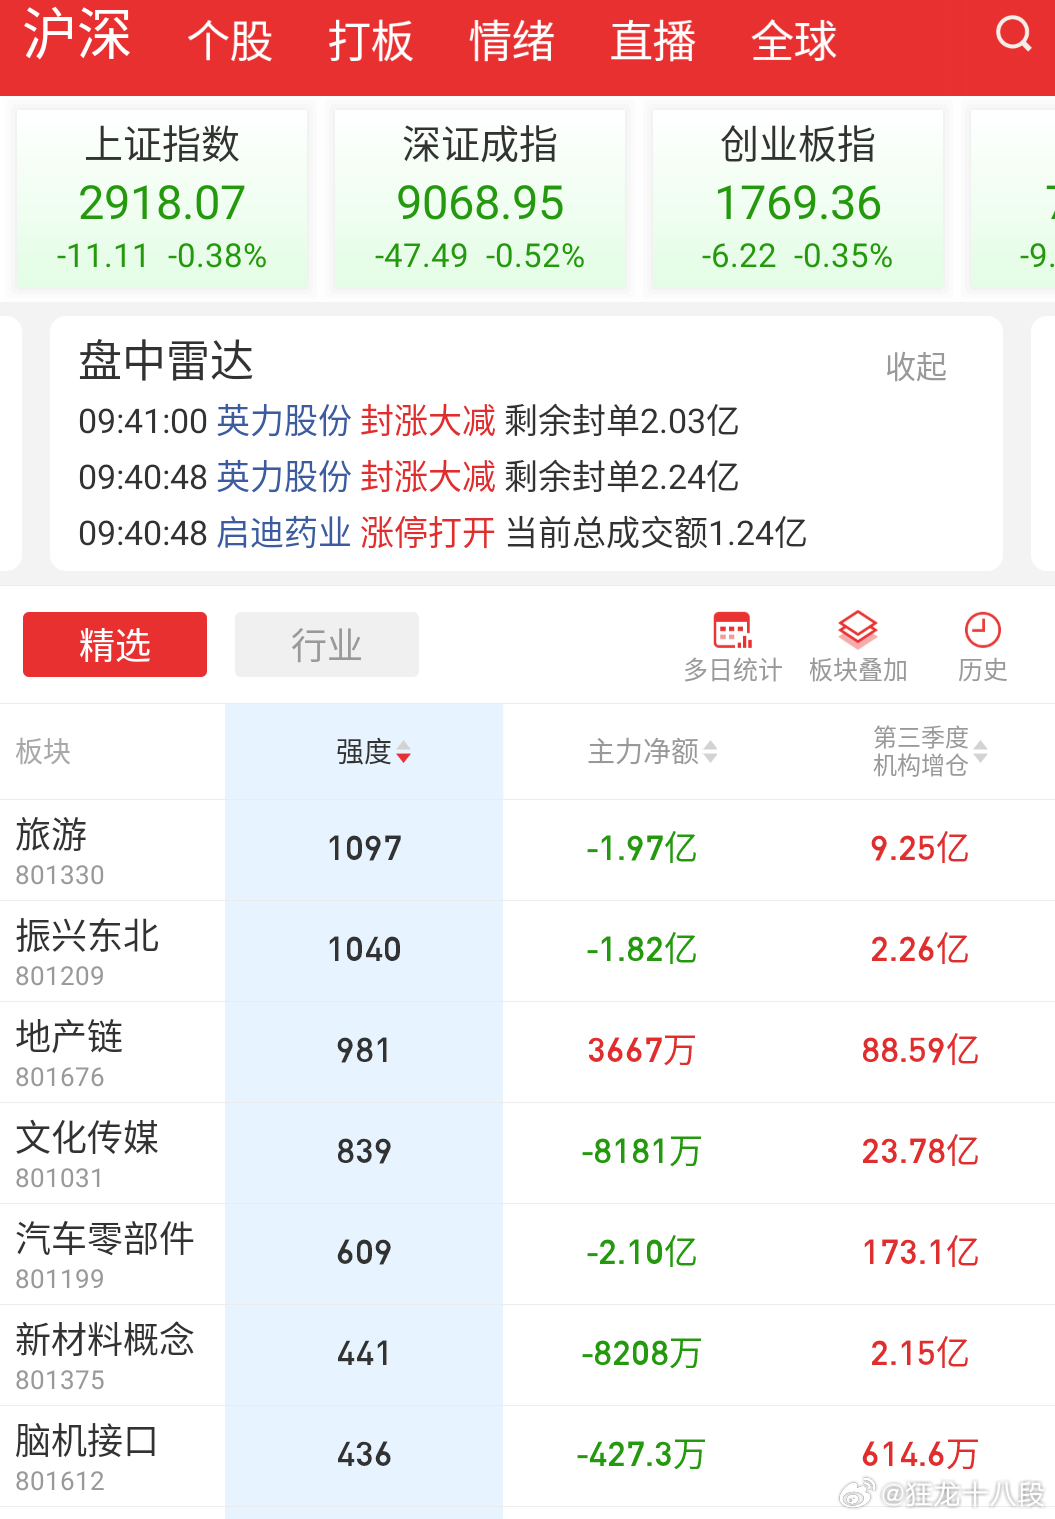 沪深 个股 打板 情绪 直播 全球
上证指数 深证成指 创业板指
2918.07 9068.95 1769.36
-11.11 -0.38% -47.49 -0.52% -6.22 -0.35% -9.
盘中雷达 收起
09:41:00 英力股份 封涨大减 剩余封单2.03亿
09:40:48 英力股份 封涨大减 剩余封单2.24亿
09:40:48 启迪药业 涨停打开 当前总成交额1.24亿
精选 行业 多日统计 板块叠加 历史
板块 强度 主力净额 第三季度
机构增仓
旅游 1097 -1.97亿 9.25亿
801330
振兴东北 1040 -1.82亿 2.26亿
801209
地产链 981 3667万 88.59亿
801676
文化传媒 839 -8181万 23.78亿
801031
汽车零部件 609 -2.10亿 173.1亿
801199
新材料概念 441 -8208万 2.15亿
801375
脑机接口 436 -427.3万 614.6万
801612
@狂龙十八段